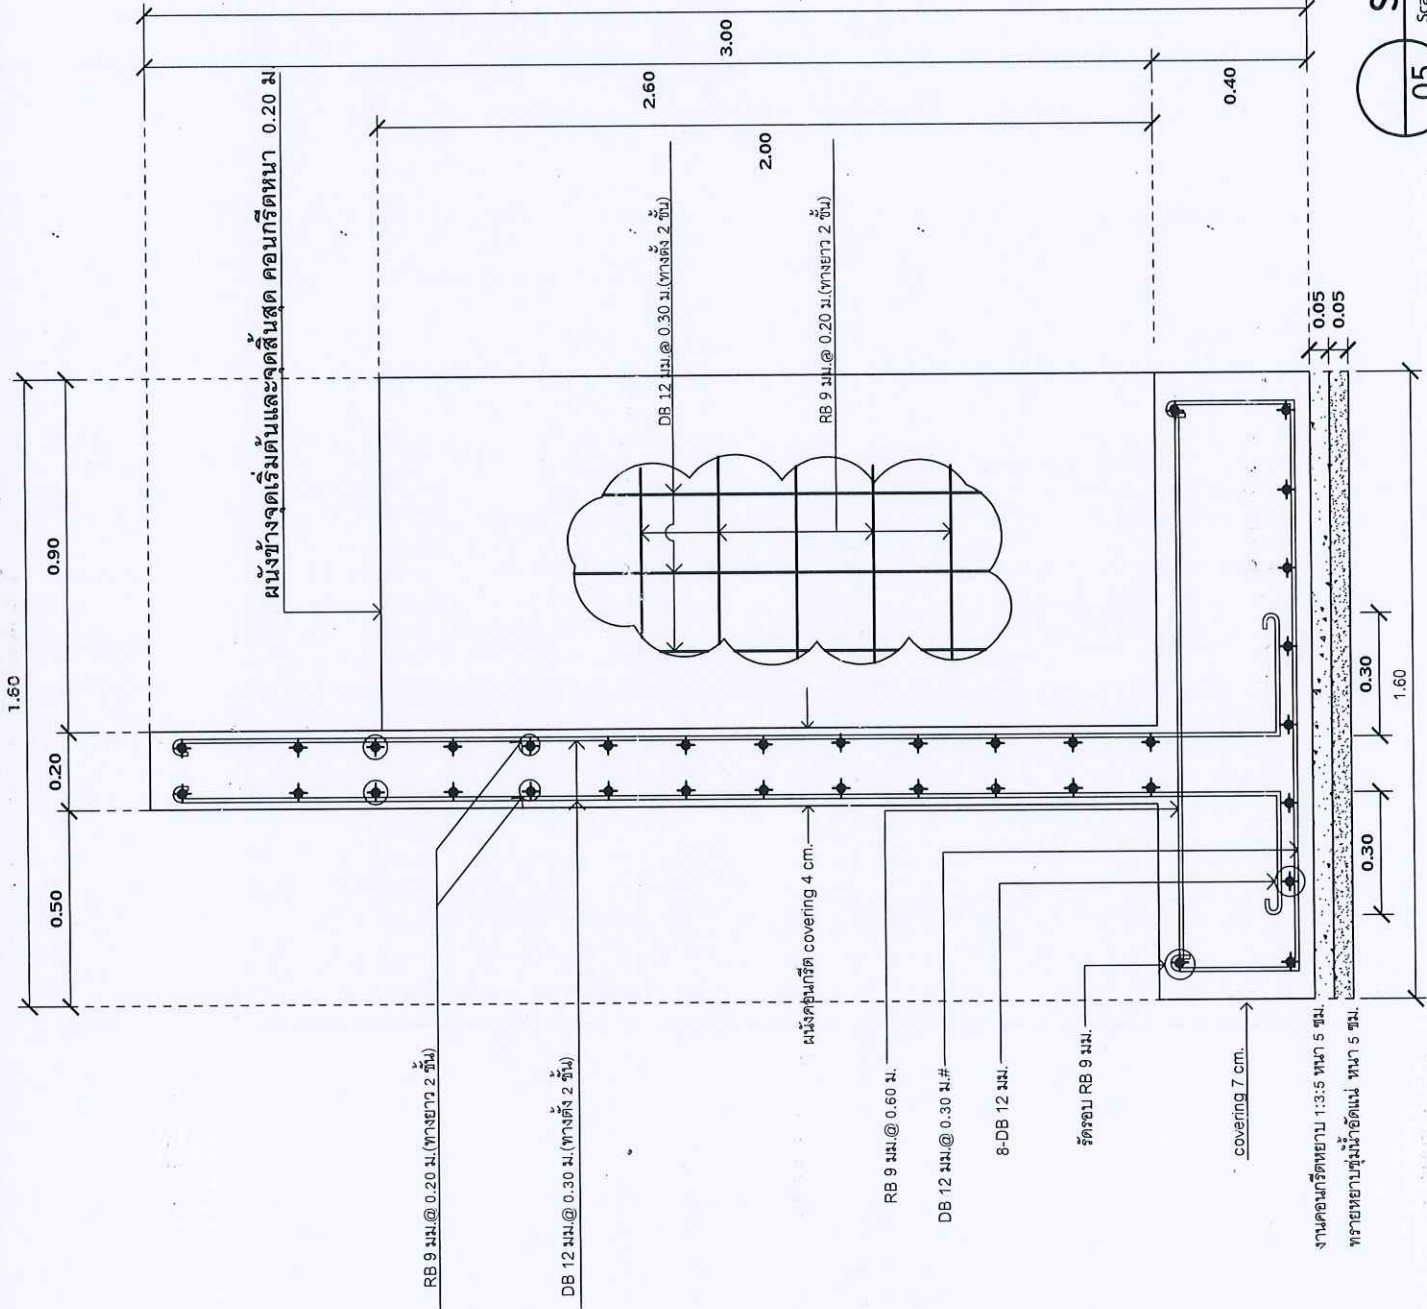 1.60
0.50
0.20
0.90
3.00
2.60
0.40
2.00
ผนังข้างจุดเริ่มต้นและจุดสิ้นสุด คอนกรีตหนา 0.20 ม
DB 12 มม.@ 0.30 ม.(ทางตั้ง 2 ชั้น)
RB 9 มม.@ 0.20 ม.(ทางยาว 2 ชั้น)
RB 9 มม.@ 0.20 ม.(ทางยาว 2 ชั้น)
DB 12 มม.@ 0.30 ม.(ทางตั้ง 2 ชั้น)
ผนังคอนกรีต covering 4 cm.
RB 9 มม.@ 0.60 ม.
DB 12 มม.@ 0.30 ม.#
8-DB 12 มม.
รัดรอบ RB 9 มม.
covering 7 cm.
0.05
0.05
งานคอนกรีตหยาบ 1:3:5 หนา 5 ซม.
ทรายหยาบชุ่มน้ำอัดแน่ หนา 5 ซม.
0.30
0.30
1.60
05